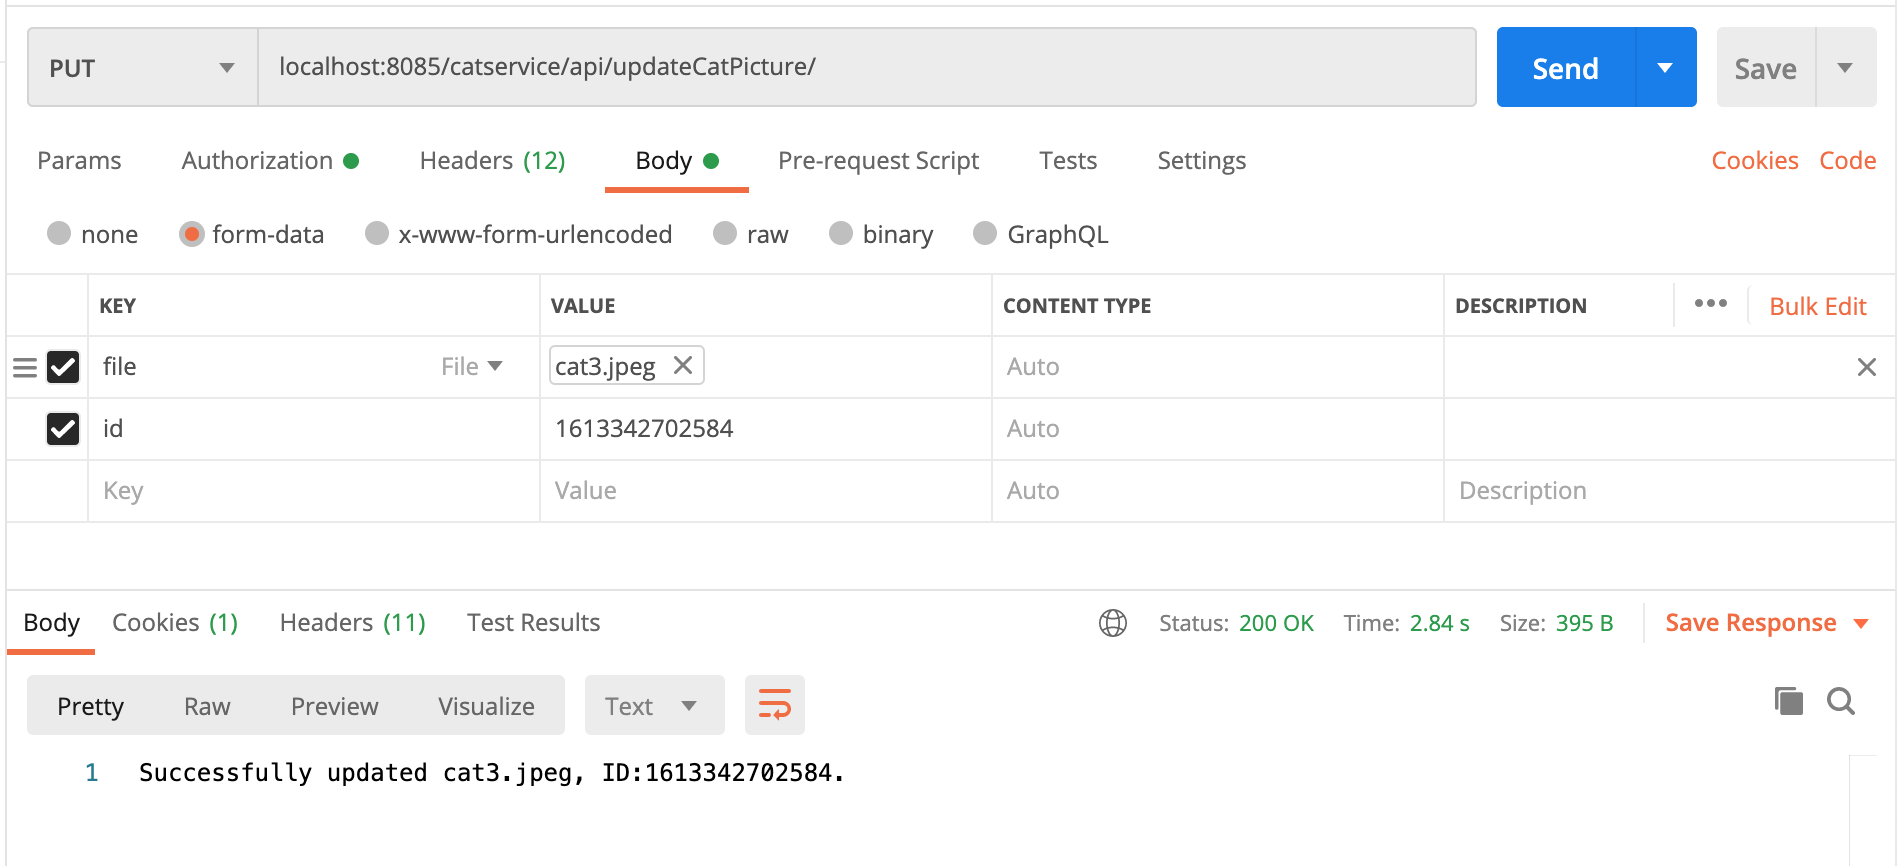 PUT localhost:8085/catservice/api/updateCatPicture/ Send Save
Params Authorization Headers (12) Body Pre-request Script Tests Settings Cookies Code
none form-data x-www-form-urlencoded raw binary GraphQL
KEY VALUE CONTENT TYPE DESCRIPTION ••• Bulk Edit
file File cat3.jpeg Auto
id 1613342702584 Auto
Key Value Auto Description
Body Cookies (1) Headers (11) Test Results Status: 200 OK Time: 2.84 s Size: 395 B Save Response
Pretty Raw Preview Visualize Text
1 Successfully updated cat3.jpeg, ID:1613342702584.